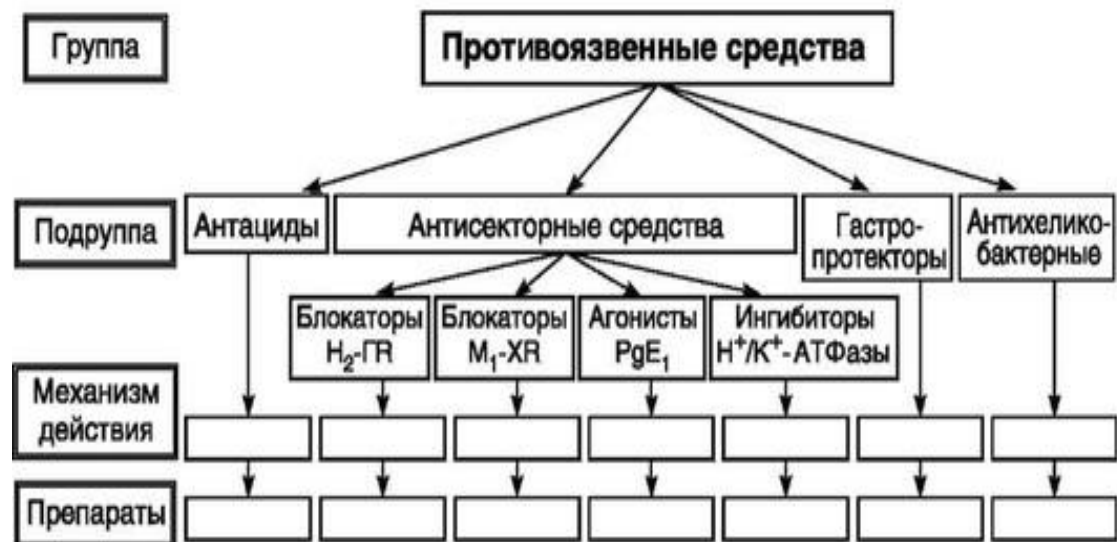 Группа
Противоязвенные средства
Подруппа
Антациды
Антисекторные средства
Гастро-
протекторы
Антихелико-
бактерные
Блокаторы
H₂-ГR
Блокаторы
M₁-ХR
Агонисты
PgE₁
Ингибиторы
H⁺/K⁺-АТФазы
Механизм
действия
Препараты